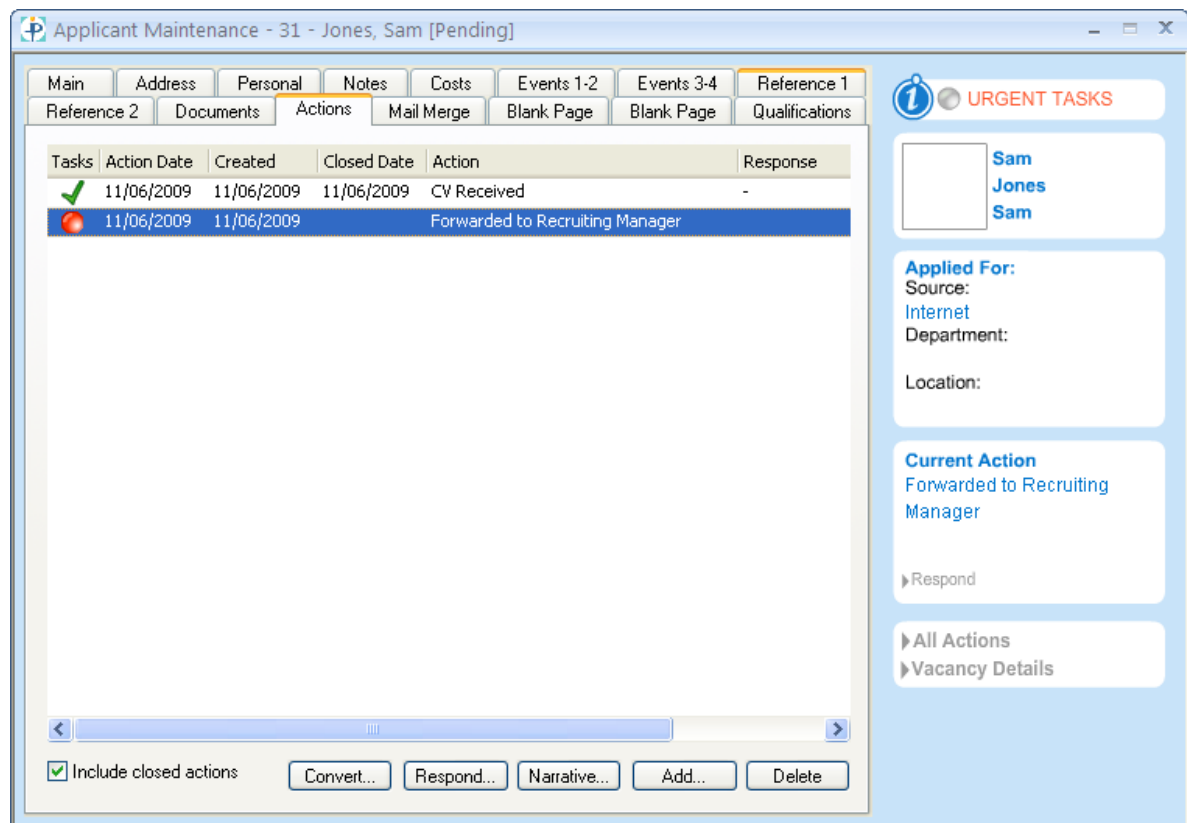 Applicant Maintenance - 31 - Jones, Sam [Pending]
Main Address Personal Notes Costs Events 1-2 Events 3-4 Reference 1
Reference 2 Documents Actions Mail Merge Blank Page Blank Page Qualifications
Tasks Action Date Created Closed Date Action Response
11/06/2009 11/06/2009 11/06/2009 CV Received -
11/06/2009 11/06/2009 Forwarded to Recruiting Manager
Include closed actions Convert... Respond... Narrative... Add... Delete
URGENT TASKS
Sam
Jones
Sam
Applied For:
Source:
Internet
Department:
Location:
Current Action
Forwarded to Recruiting
Manager
Respond
All Actions
Vacancy Details